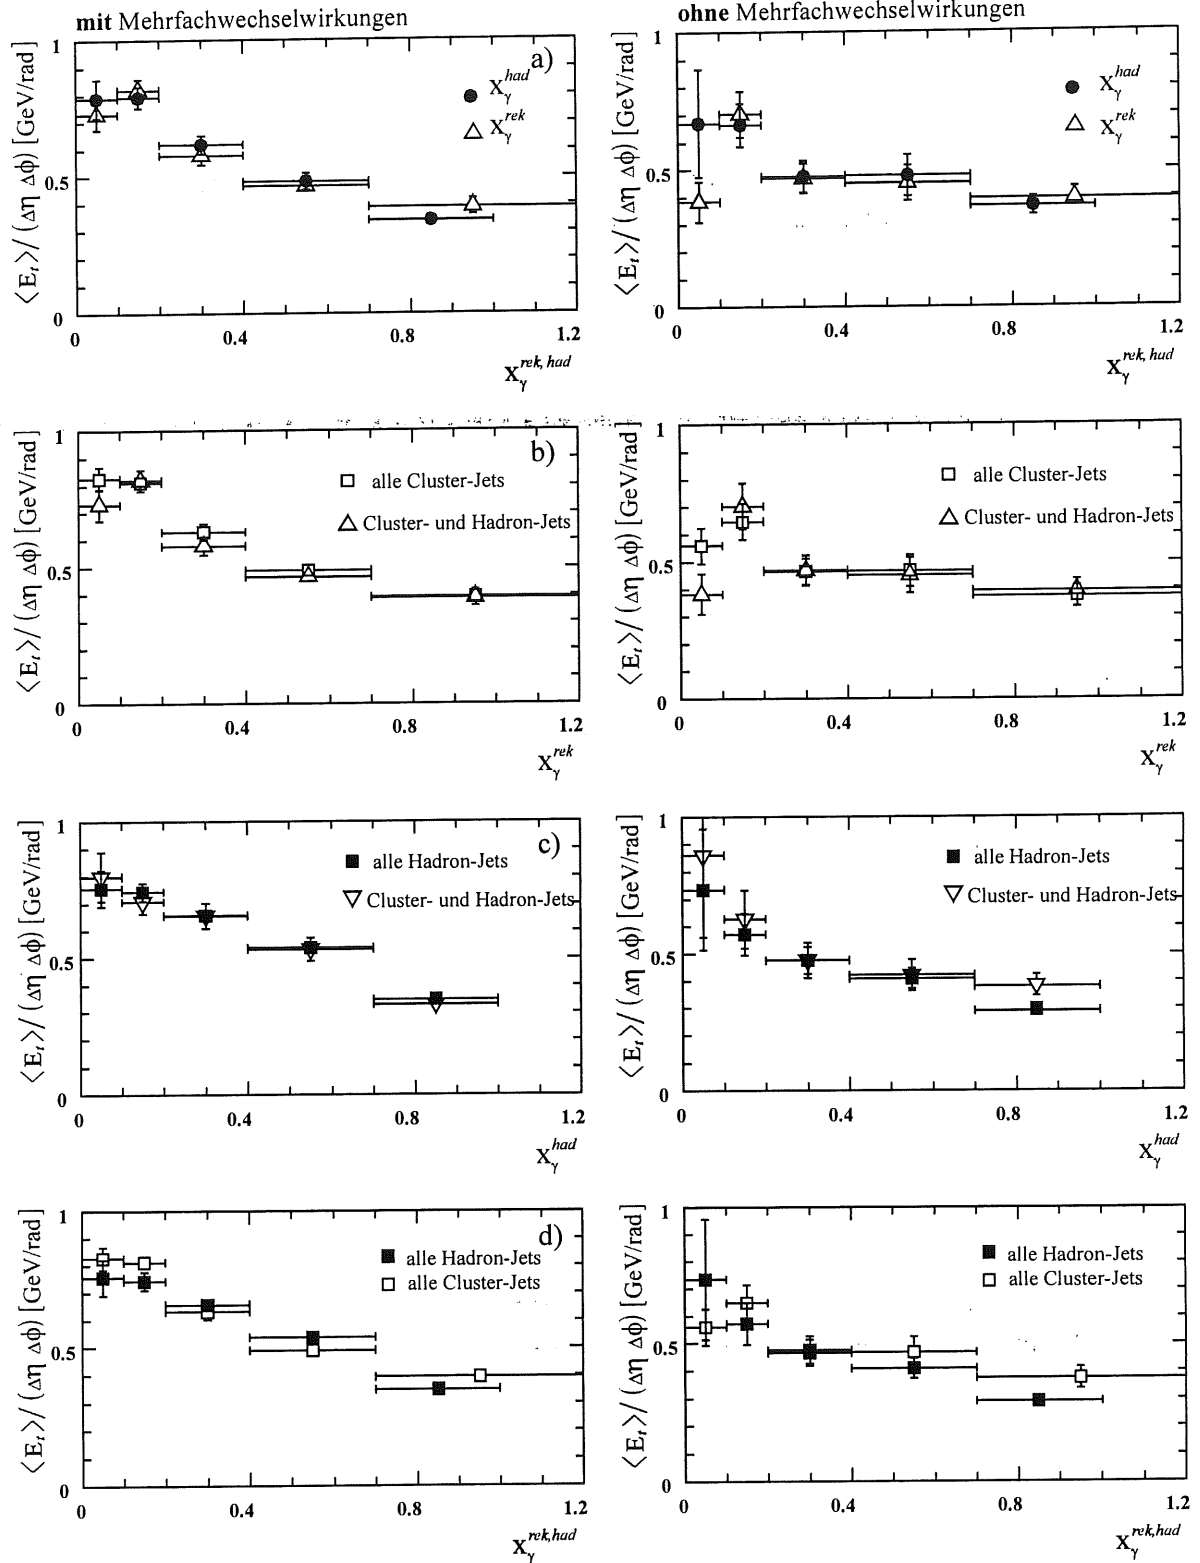 mit Mehrfachwechselwirkungen
ohne Mehrfachwechselwirkungen
a)
⟨E_t⟩/(Δη Δϕ) [GeV/rad]
1
0.5
0
X_γ^{had}
X_γ^{rek}
0 0.4 0.8 1.2
X_γ^{rek, had}
⟨E_t⟩/(Δη Δϕ) [GeV/rad]
1
0.5
0
X_γ^{had}
X_γ^{rek}
0 0.4 0.8 1.2
X_γ^{rek, had}
b)
⟨E_t⟩/(Δη Δϕ) [GeV/rad]
1
0.5
0
alle Cluster-Jets
Cluster- und Hadron-Jets
0 0.4 0.8 1.2
X_γ^{rek}
⟨E_t⟩/(Δη Δϕ) [GeV/rad]
1
0.5
0
alle Cluster-Jets
Cluster- und Hadron-Jets
0 0.4 0.8 1.2
X_γ^{rek}
c)
⟨E_t⟩/(Δη Δϕ) [GeV/rad]
1
0.5
0
alle Hadron-Jets
Cluster- und Hadron-Jets
0 0.4 0.8 1.2
X_γ^{had}
⟨E_t⟩/(Δη Δϕ) [GeV/rad]
1
0.5
0
alle Hadron-Jets
Cluster- und Hadron-Jets
0 0.4 0.8 1.2
X_γ^{had}
d)
⟨E_t⟩/(Δη Δϕ) [GeV/rad]
1
0.5
0
alle Hadron-Jets
alle Cluster-Jets
0 0.4 0.8 1.2
X_γ^{rek,had}
⟨E_t⟩/(Δη Δϕ) [GeV/rad]
1
0.5
0
alle Hadron-Jets
alle Cluster-Jets
0 0.4 0.8 1.2
X_γ^{rek,had}